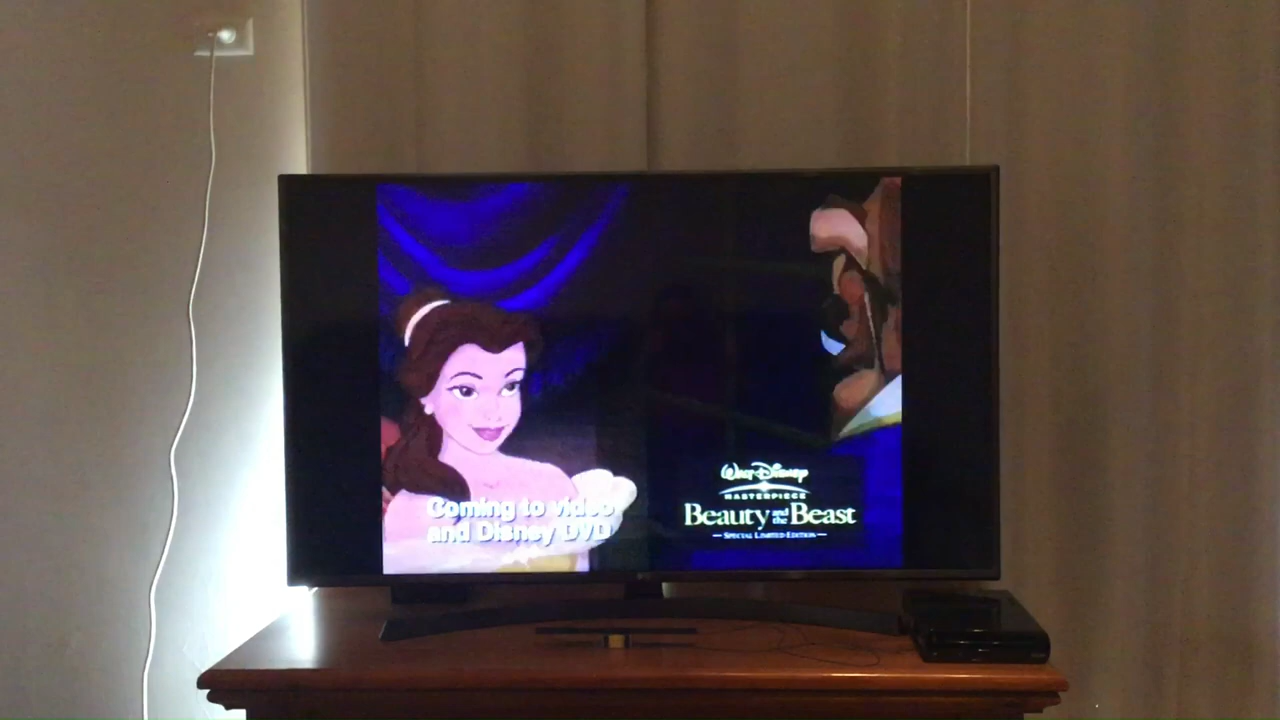 Coming to video
and Disney DVD
Walt Disney
MASTERPIECE
Beauty and the Beast
— SPECIAL LIMITED EDITION —